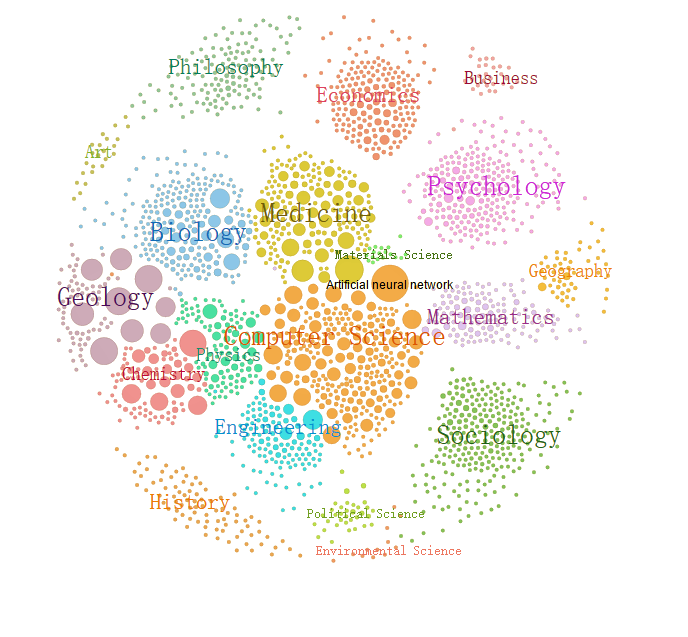 Philosophy
Business
Economics
Art
Psychology
Medicine
Biology
Materials Science
Geography
Artificial neural network
Geology
Mathematics
Computer Science
Physics
Chemistry
Engineering
Sociology
History
Political Science
Environmental Science